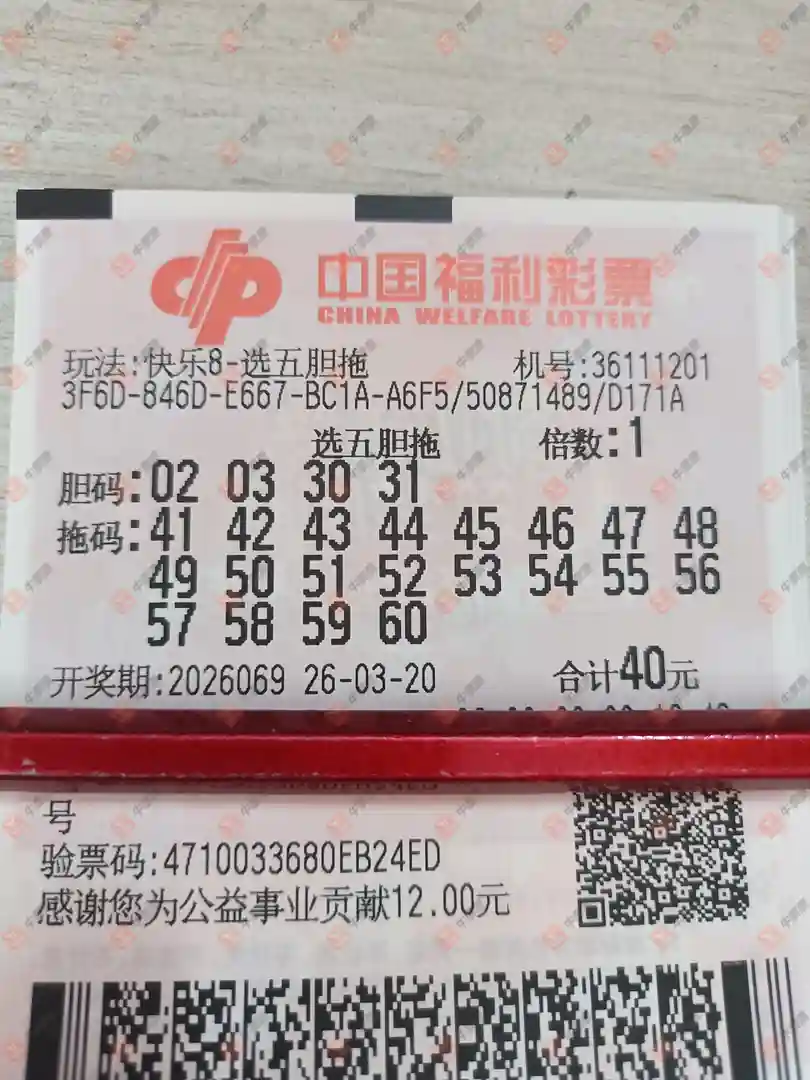 中国福利彩票
CHINA WELFARE LOTTERY
玩法:快乐8-选五胆拖 机号:36111201
3F6D-846D-E667-BC1A-A6F5/50871489/D171A
选五胆拖 倍数:1
胆码:02 03 30 31
拖码:41 42 43 44 45 46 47 48
49 50 51 52 53 54 55 56
57 58 59 60
开奖期:2026069 26-03-20 合计40元
号
验票码:4710033680EB24ED
感谢您为公益事业贡献12.00元